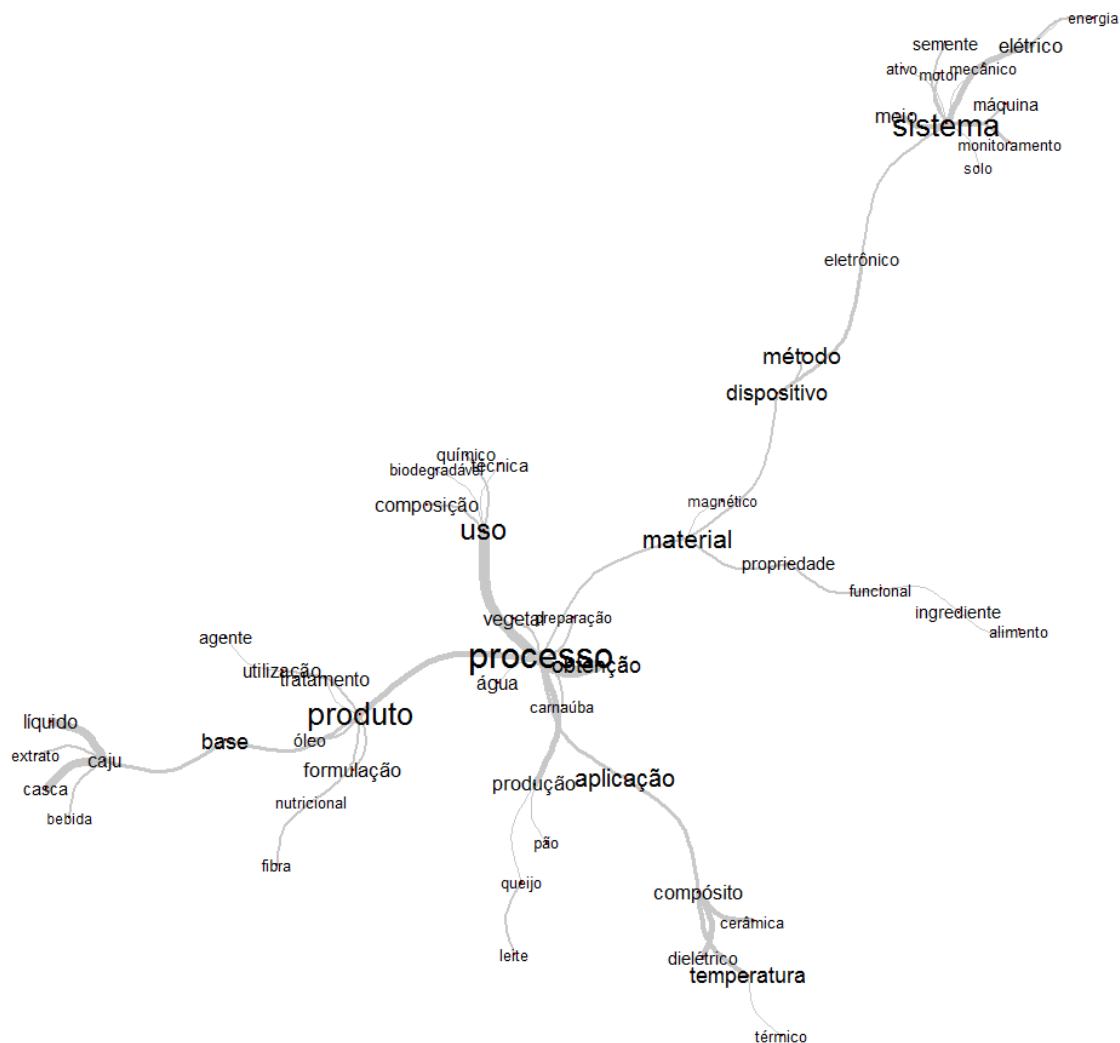 energia
semente
elétrico
ativo
motor
mecânico
meio
máquina
sistema
monitoramento
solo
eletrônico
método
dispositivo
químico
biodegradável
técnica
composição
uso
magnético
material
propriedade
funcional
ingrediente
alimento
vegetal
preparação
agente
processo
obtenção
utilização
tratamento
água
carnaúba
líquido
produto
base
óleo
extrato
caju
formulação
produção
aplicação
casca
nutricional
bebida
pão
fibra
queijo
compósito
cerâmica
leite
dielétrico
temperatura
térmico